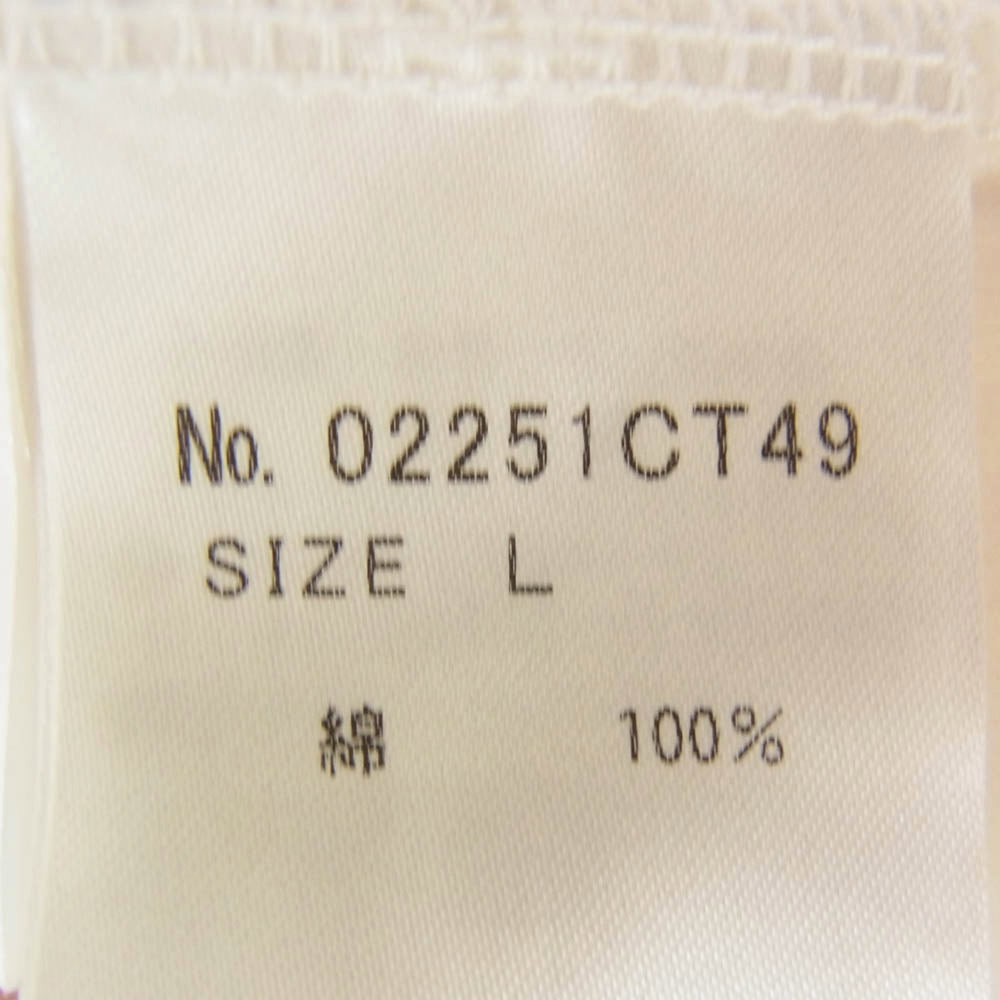 No. 02251CT49
SIZE L
綿 100%